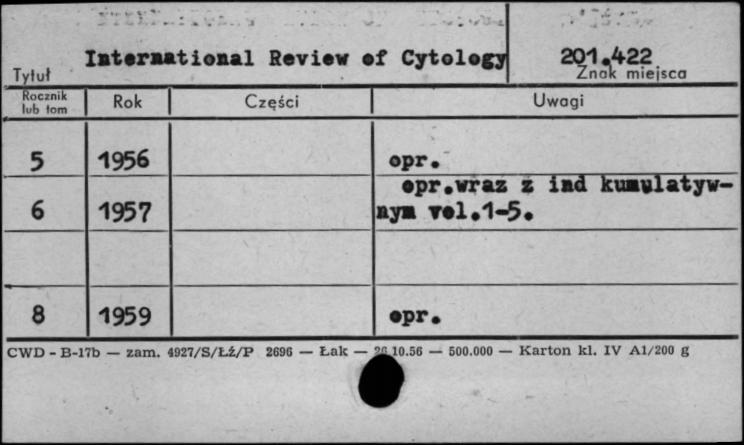 International Review of Cytology 201.422
Tytuł Znak miejsca
Rocznik lub tom Rok Części Uwagi
5 1956 opr.
opr.wraz z ind kumulatyw-
6 1957 nym vol.1-5.
8 1959 opr.
CWD - B-17b — zam. 4927/S/Łź/P 2696 — Łak — 26.10.56 — 500.000 — Karton kl. IV A1/200 g